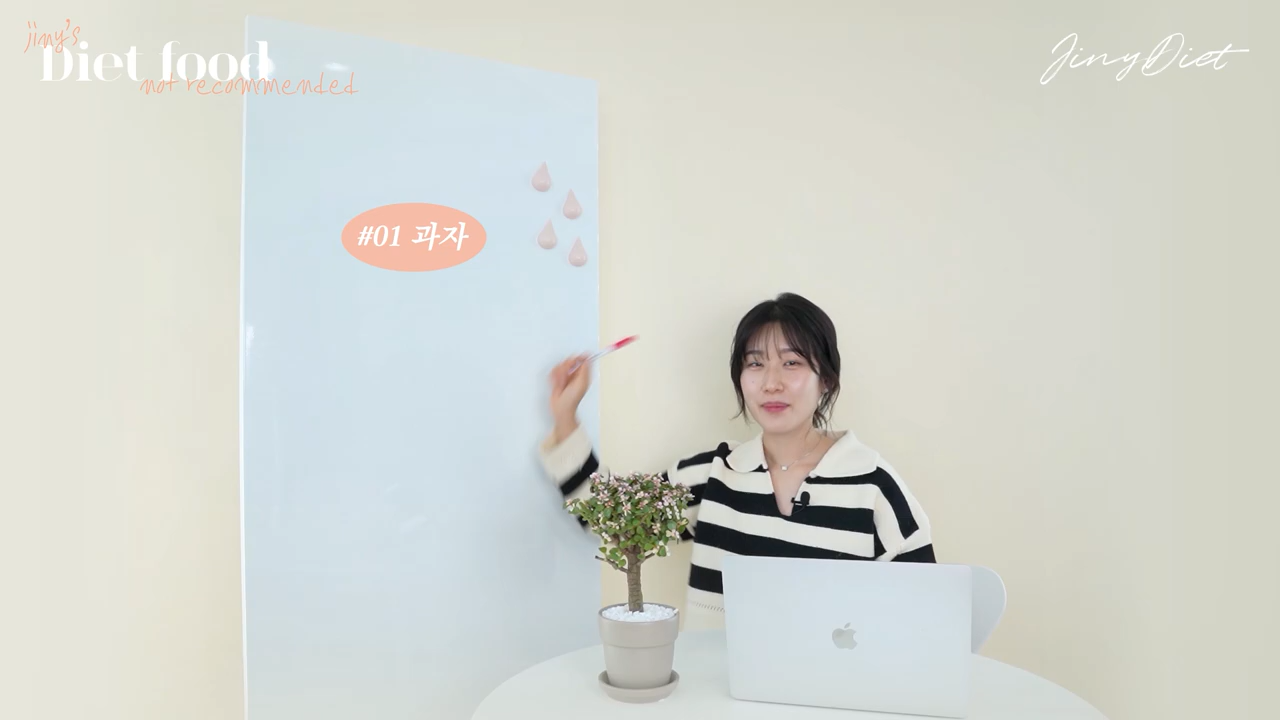 jiny's
Diet food
not recommended
JinyDiet
#01 과자